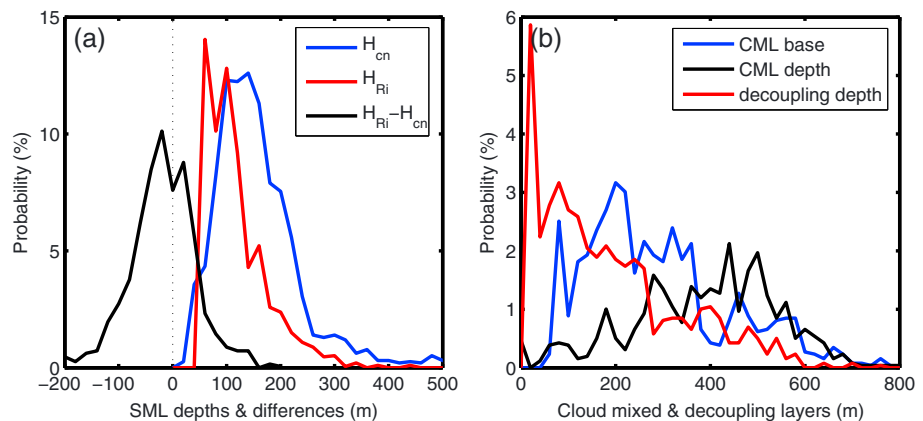 (a)
H_cn
H_Ri
H_Ri−H_cn
15
10
5
0
Probability (%)
−200 −100 0 100 200 300 400 500
SML depths & differences (m)
(b)
CML base
CML depth
decoupling depth
6
5
4
3
2
1
0
Probability (%)
0 200 400 600 800
Cloud mixed & decoupling layers (m)